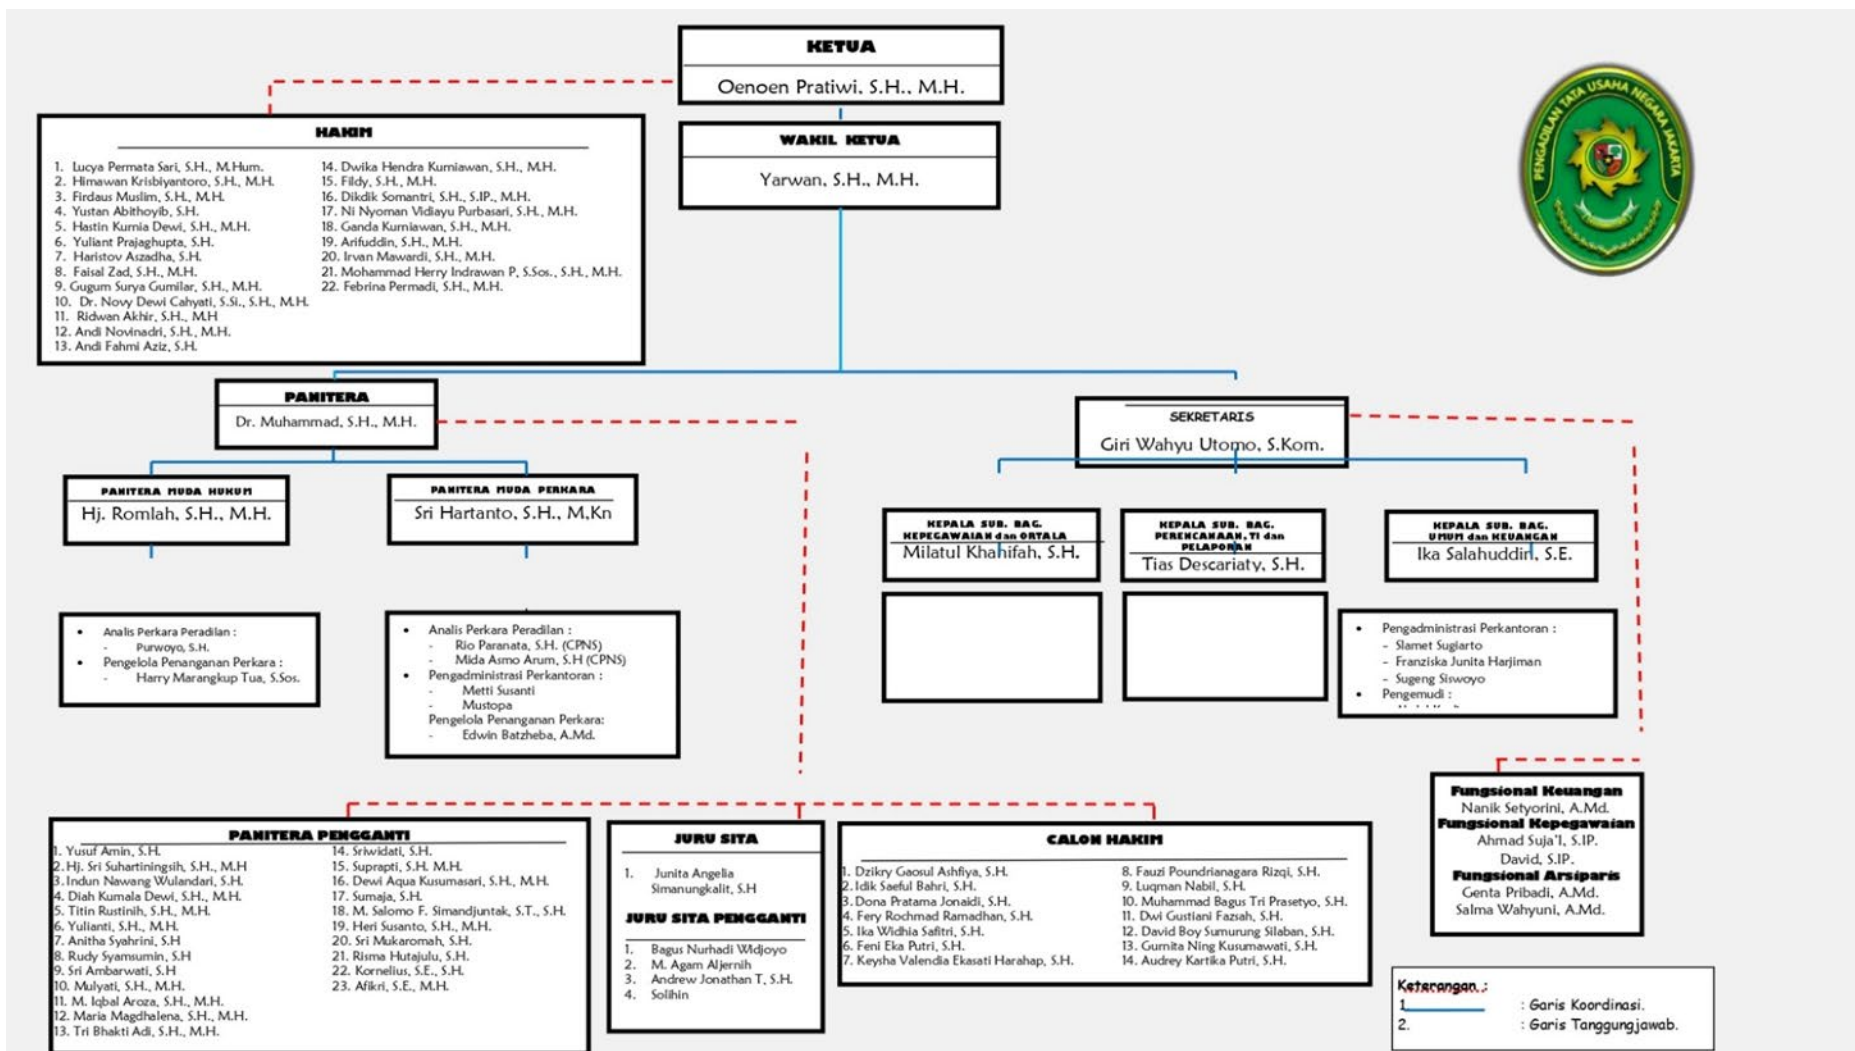 KETUA
Oenoen Pratiwi, S.H., M.H.
WAKIL KETUA
Yarwan, S.H., M.H.
PENGADILAN TATA USAHA NEGARA JAKARTA
HAKIM
1. Lucya Permata Sari, S.H., M.Hum.
2. Himawan Krisbiyantoro, S.H., M.H.
3. Firdaus Muslim, S.H., M.H.
4. Yustan Abithoyib, S.H.
5. Hastin Kurnia Dewi, S.H., M.H.
6. Yuliant Prajaghupta, S.H.
7. Haristov Aszadha, S.H.
8. Faisal Zad, S.H., M.H.
9. Gugum Surya Gumilar, S.H., M.H.
10. Dr. Novy Dewi Cahyati, S.Si., S.H., M.H.
11. Ridwan Akhir, S.H., M.H
12. Andi Novinadri, S.H., M.H.
13. Andi Fahmi Aziz, S.H.
14. Dwika Hendra Kurniawan, S.H., M.H.
15. Fildy, S.H., M.H.
16. Dikdik Somantri, S.H., S.IP., M.H.
17. Ni Nyoman Vidiayu Purbasari, S.H., M.H.
18. Ganda Kurniawan, S.H., M.H.
19. Arifuddin, S.H., M.H.
20. Irvan Mawardi, S.H., M.H.
21. Mohammad Herry Indrawan P, S.Sos., S.H., M.H.
22. Febrina Permadi, S.H., M.H.
PANITERA
Dr. Muhammad, S.H., M.H.
SEKRETARIS
Giri Wahyu Utomo, S.Kom.
PANITERA MUDA HUKUM
Hj. Romlah, S.H., M.H.
PANITERA MUDA PERKARA
Sri Hartanto, S.H., M,Kn
KEPALA SUB. BAG.
KEPEGAWAIAN dan ORTALA
Milatul Khanifah, S.H.
KEPALA SUB. BAG.
PERENCANAAN, TI dan
PELAPORAN
Tias Descariaty, S.H.
KEPALA SUB. BAG.
UMUM dan KEUANGAN
Ika Salahuddin, S.E.
• Analis Perkara Peradilan :
- Purwoyo, S.H.
• Pengelola Penanganan Perkara :
- Harry Marangkup Tua, S.Sos.
• Analis Perkara Peradilan :
- Rio Paranata, S.H. (CPNS)
- Mida Asmo Arum, S.H (CPNS)
• Pengadministrasi Perkantoran :
- Metti Susanti
- Mustopa
Pengelola Penanganan Perkara:
- Edwin Batzheba, A.Md.
• Pengadministrasi Perkantoran :
- Slamet Sugiarto
- Franziska Junita Harjiman
- Sugeng Siswoyo
• Pengemudi :
Fungsional Keuangan
Nanik Setyorini, A.Md.
Fungsional Kepegawaian
Ahmad Suja'I, S.IP.
David, S.IP.
Fungsional Arsiparis
Genta Pribadi, A.Md.
Salma Wahyuni, A.Md.
PANITERA PENGGANTI
1. Yusuf Amin, S.H.
2. Hj. Sri Suhartiningsih, S.H., M.H
3. Indun Nawang Wulandari, S.H.
4. Diah Kumala Dewi, S.H., M.H.
5. Titin Rustinih, S.H., M.H.
6. Yulianti, S.H., M.H.
7. Anitha Syahrini, S.H
8. Rudy Syamsumin, S.H
9. Sri Ambarwati, S.H
10. Mulyati, S.H., M.H.
11. M. Iqbal Aroza, S.H., M.H.
12. Maria Magdhalena, S.H., M.H.
13. Tri Bhakti Adi, S.H., M.H.
14. Sriwidati, S.H.
15. Suprapti, S.H. M.H.
16. Dewi Aqua Kusumasari, S.H., M.H.
17. Sumaja, S.H.
18. M. Salomo F. Simandjuntak, S.T., S.H.
19. Heri Susanto, S.H., M.H.
20. Sri Mukaromah, S.H.
21. Risma Hutajulu, S.H.
22. Kornelius, S.E., S.H.
23. Afikri, S.E., M.H.
JURU SITA
1. Junita Angelia
Simanungkalit, S.H
JURU SITA PENGGANTI
1. Bagus Nurhadi Widjoyo
2. M. Agam Aljernih
3. Andrew Jonathan T, S.H.
4. Solihin
CALON HAKIM
1. Dzikry Gaosul Ashfiya, S.H.
2. Idik Saeful Bahri, S.H.
3. Dona Pratama Jonaidi, S.H.
4. Fery Rochmad Ramadhan, S.H.
5. Ika Widhia Safitri, S.H.
6. Feni Eka Putri, S.H.
7. Keysha Valendia Ekasati Harahap, S.H.
8. Fauzi Poundrianagara Rizqi, S.H.
9. Luqman Nabil, S.H.
10. Muhammad Bagus Tri Prasetyo, S.H.
11. Dwi Gustiani Fazsah, S.H.
12. David Boy Sumurung Silaban, S.H.
13. Gumita Ning Kusumawati, S.H.
14. Audrey Kartika Putri, S.H.
Keterangan :
1. : Garis Koordinasi.
2. : Garis Tanggungjawab.